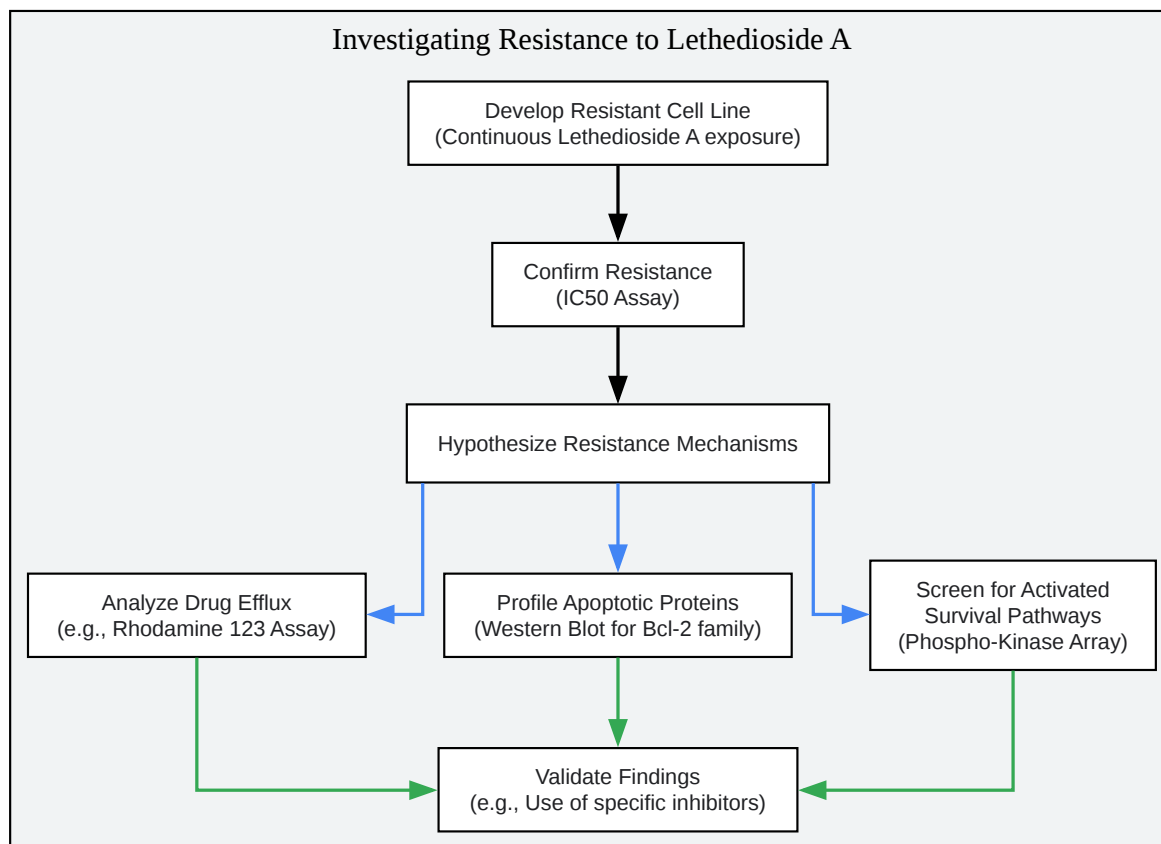 Investigating Resistance to Lethedioside A
Develop Resistant Cell Line
(Continuous Lethedioside A exposure)
Confirm Resistance
(IC50 Assay)
Hypothesize Resistance Mechanisms
Analyze Drug Efflux
(e.g., Rhodamine 123 Assay)
Profile Apoptotic Proteins
(Western Blot for Bcl-2 family)
Screen for Activated
Survival Pathways
(Phospho-Kinase Array)
Validate Findings
(e.g., Use of specific inhibitors)